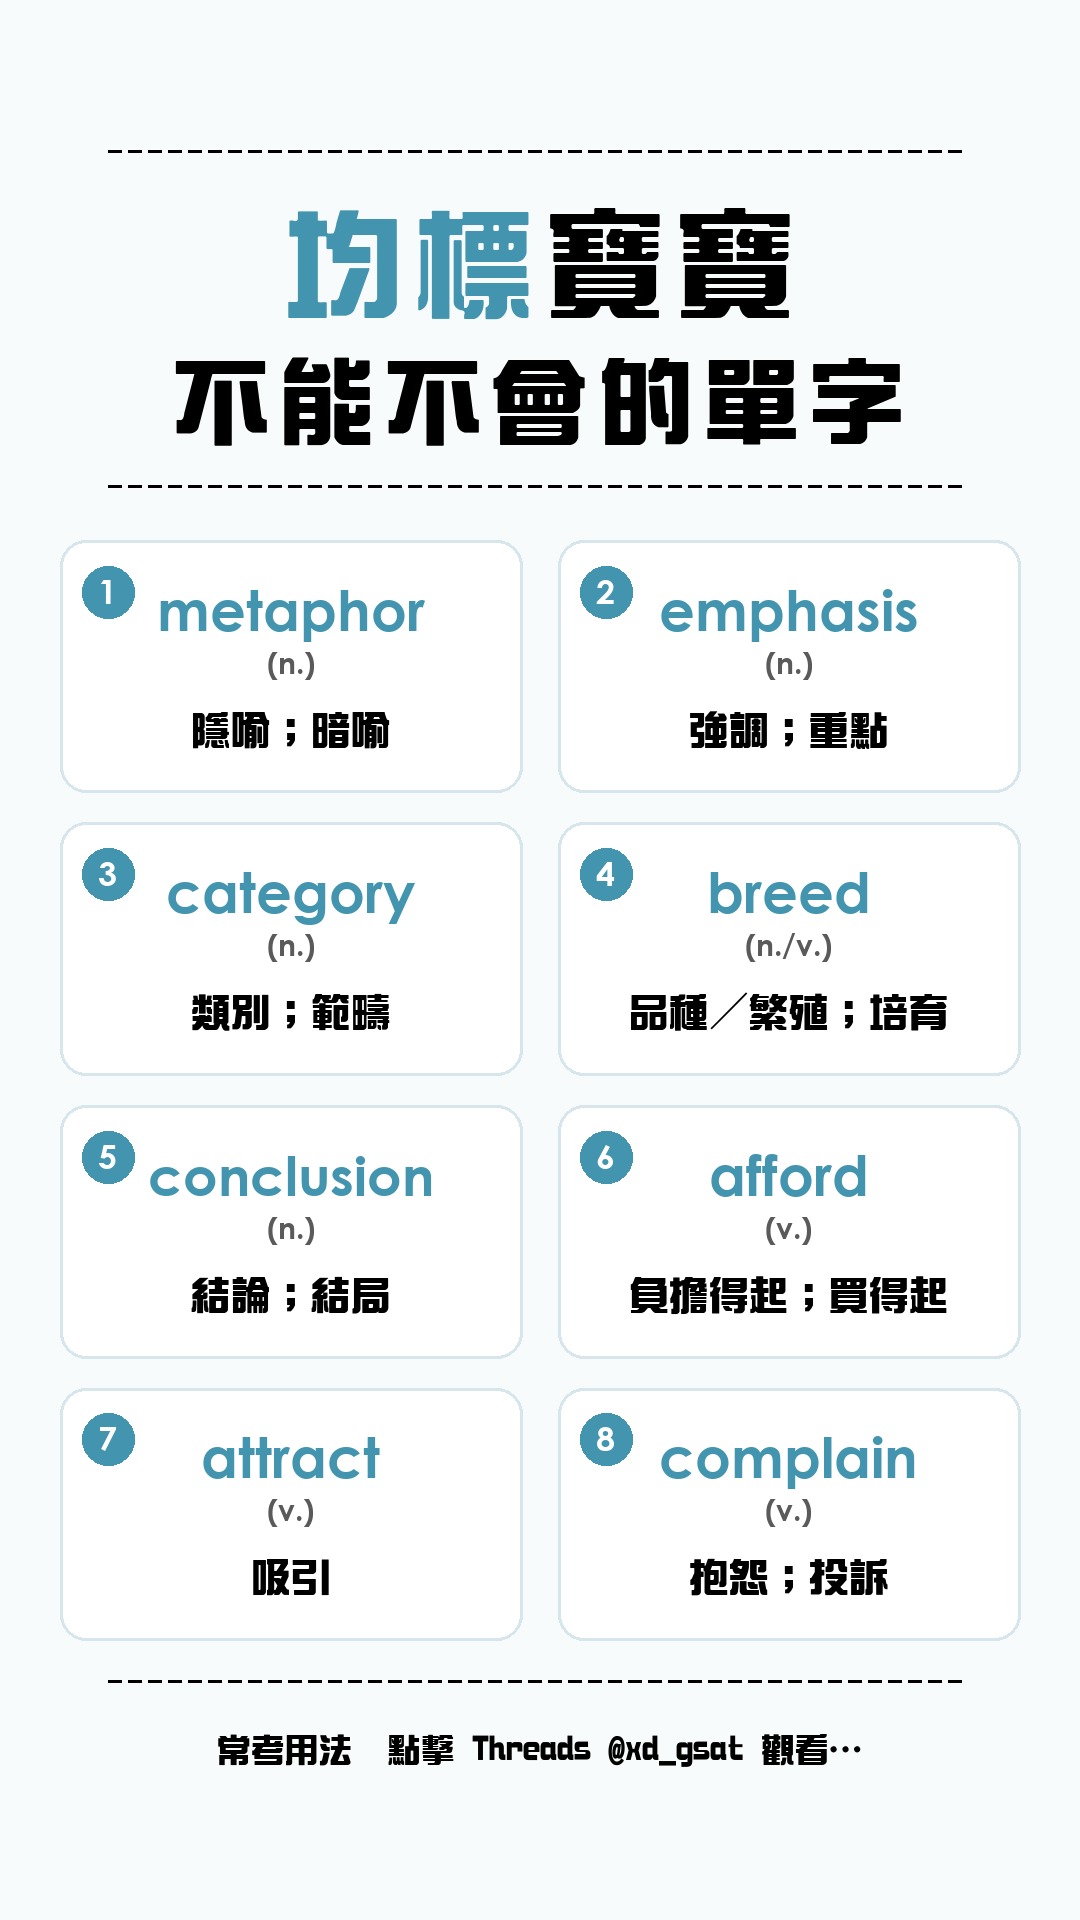 均標寶寶
不能不會的單字
1
metaphor
(n.)
隱喻；暗喻
2
emphasis
(n.)
強調；重點
3
category
(n.)
類別；範疇
4
breed
(n./v.)
品種／繁殖；培育
5
conclusion
(n.)
結論；結局
6
afford
(v.)
負擔得起；買得起
7
attract
(v.)
吸引
8
complain
(v.)
抱怨；投訴
常考用法　點擊 Threads @xd_gsat 觀看…